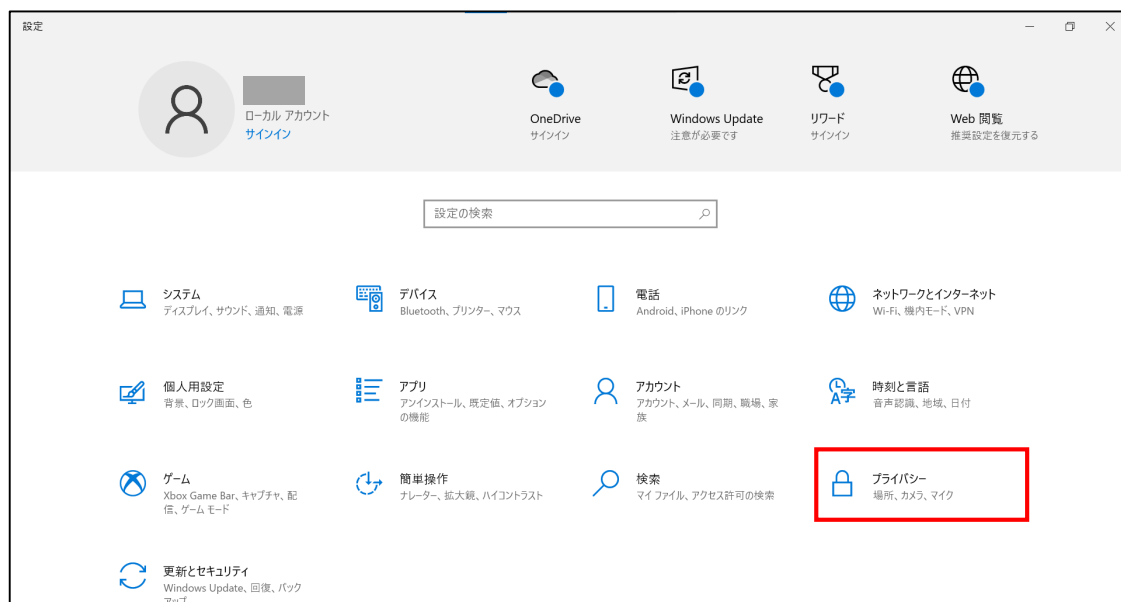 設定
ローカル アカウント
サインイン
OneDrive
サインイン
Windows Update
注意が必要です
リワード
サインイン
Web 閲覧
推奨設定を復元する
設定の検索
システム
ディスプレイ、サウンド、通知、電源
デバイス
Bluetooth、プリンター、マウス
電話
Android、iPhone のリンク
ネットワークとインターネット
Wi-Fi、機内モード、VPN
個人用設定
背景、ロック画面、色
アプリ
アンインストール、既定値、オプション
の機能
アカウント
アカウント、メール、同期、職場、家
族
時刻と言語
音声認識、地域、日付
ゲーム
Xbox Game Bar、キャプチャ、配
信、ゲーム モード
簡単操作
ナレーター、拡大鏡、ハイコントラスト
検索
マイ ファイル、アクセス許可の検索
プライバシー
場所、カメラ、マイク
更新とセキュリティ
Windows Update、回復、バック
アップ